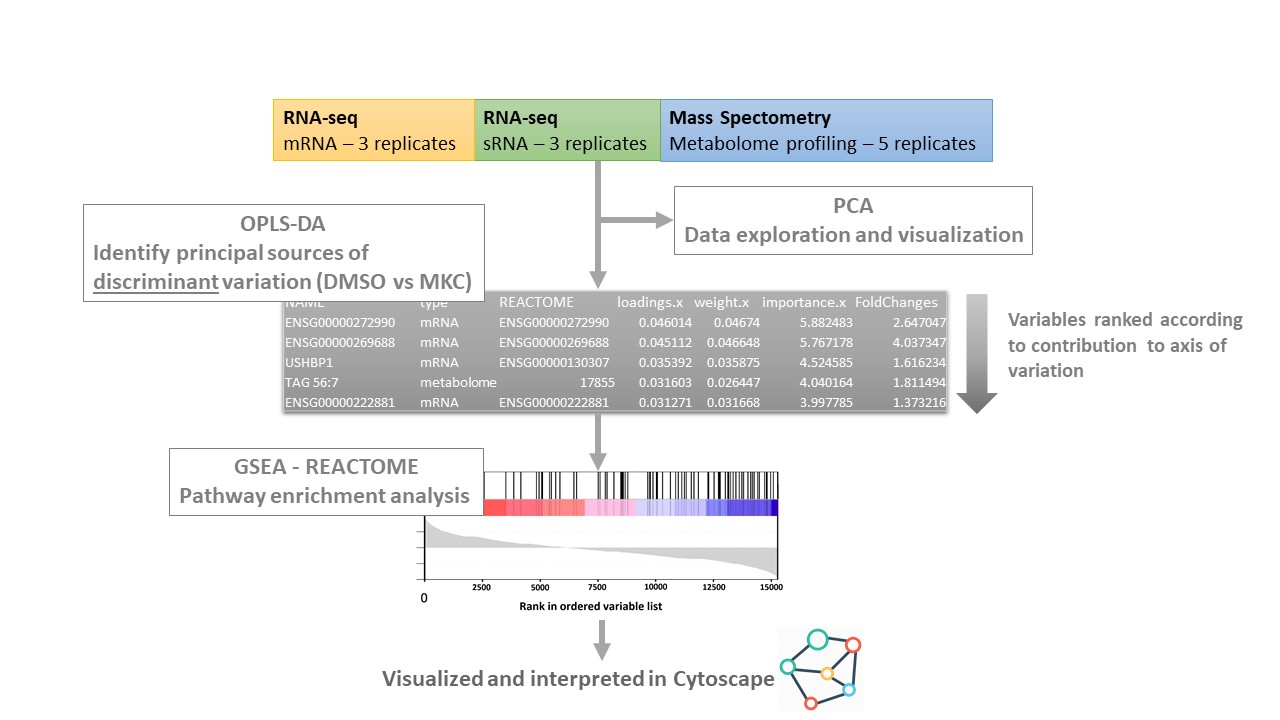 RNA-seq
mRNA – 3 replicates
RNA-seq
sRNA – 3 replicates
Mass Spectometry
Metabolome profiling – 5 replicates
PCA
Data exploration and visualization
OPLS-DA
Identify principal sources of
discriminant variation (DMSO vs MKC)
NAME type REACTOME loadings.x weight.x importance.x FoldChanges
ENSG00000272990 mRNA ENSG00000272990 0.046014 0.04674 5.882483 2.647047
ENSG00000269688 mRNA ENSG00000269688 0.045112 0.046648 5.767178 4.037347
USHBP1 mRNA ENSG00000130307 0.035392 0.035875 4.524585 1.616234
TAG 56:7 metabolome 17855 0.031603 0.026447 4.040164 1.811494
ENSG00000222881 mRNA ENSG00000222881 0.031271 0.031668 3.997785 1.373216
Variables ranked according
to contribution to axis of
variation
GSEA - REACTOME
Pathway enrichment analysis
0 2500 5000 7500 10000 12500 15000
Rank in ordered variable list
Visualized and interpreted in Cytoscape